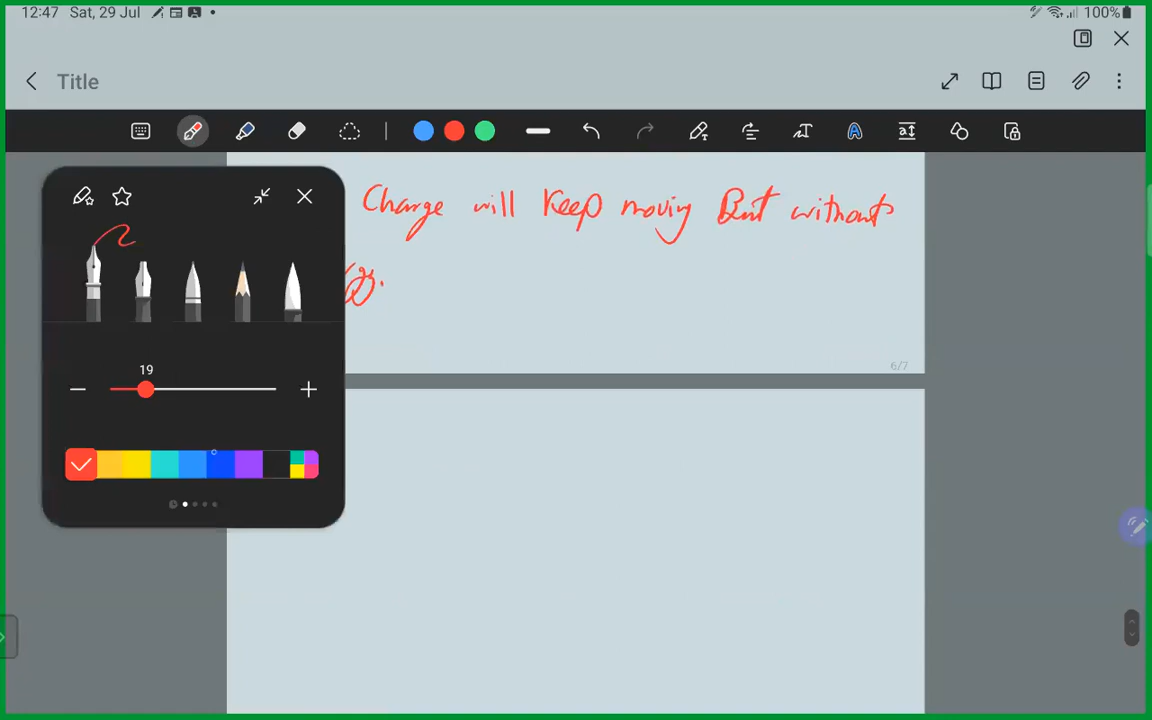 12:47 Sat, 29 Jul
100%
Title
Charge will Keep moving But without
6/7
19